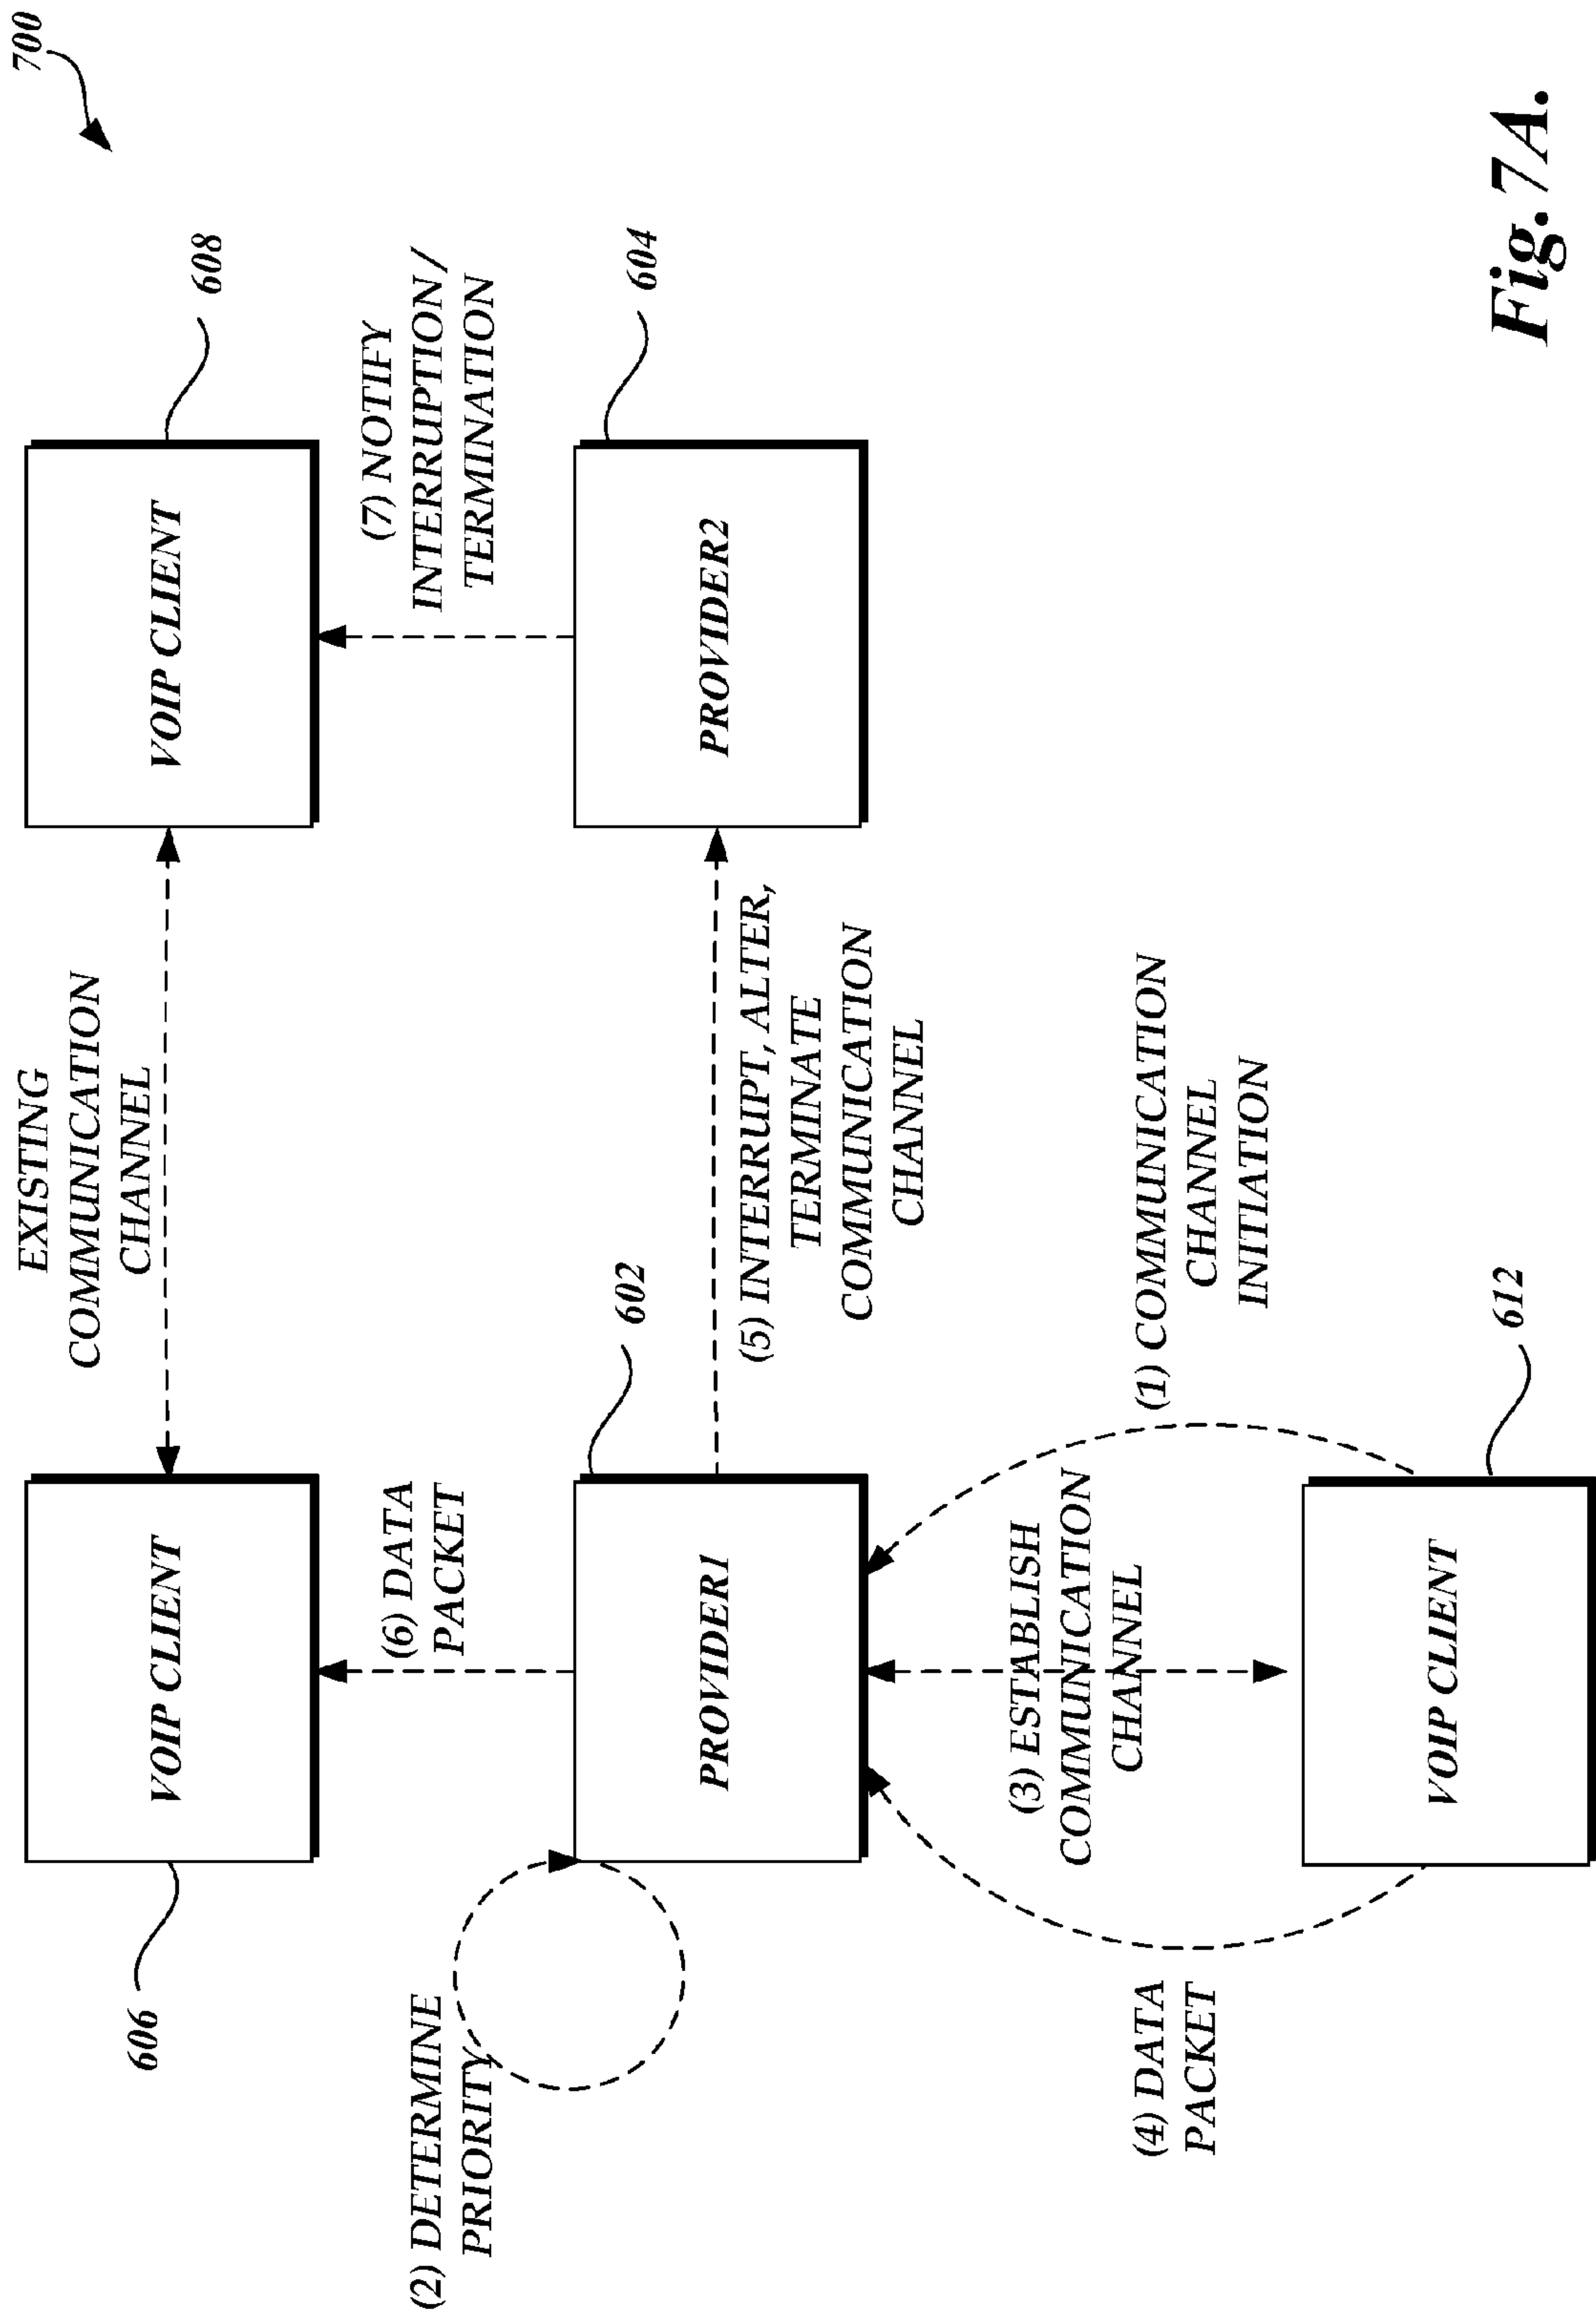 700
EXISTING
COMMUNICATION
CHANNEL
606
VOIP CLIENT
VOIP CLIENT
608
(2) DETERMINE
PRIORITY
(6) DATA
PACKET
(7) NOTIFY
INTERRUPTION /
TERMINATION
602
604
PROVIDER1
PROVIDER2
(5) INTERRUPT, ALTER,
TERMINATE
COMMUNICATION
CHANNEL
(3) ESTABLISH
COMMUNICATION
CHANNEL
(4) DATA
PACKET
(1) COMMUNICATION
CHANNEL
INITIATION
VOIP CLIENT
612
Fig.7A.